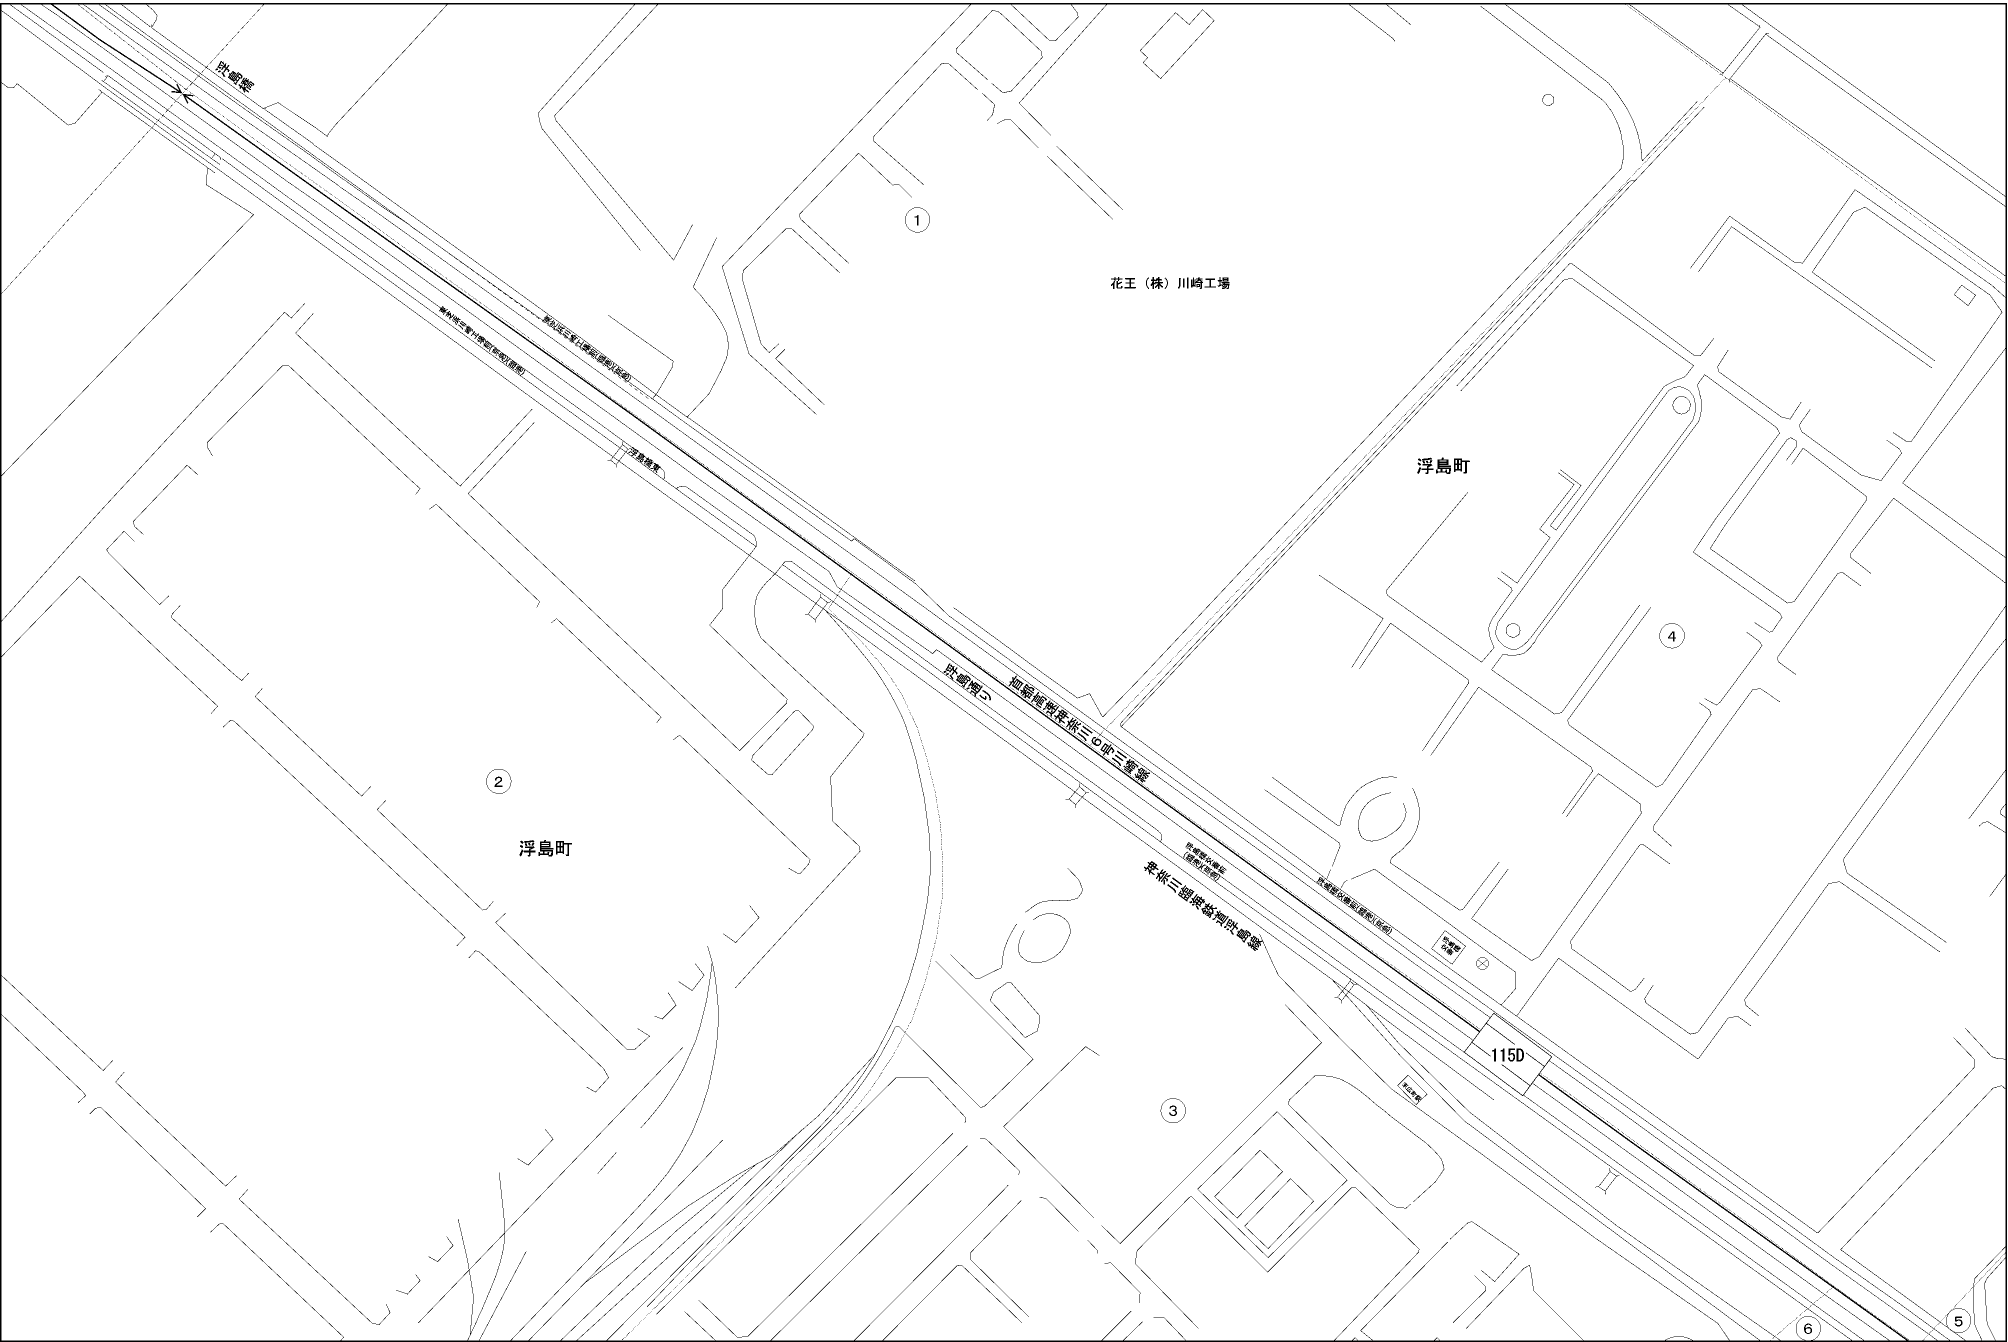 浮島橋
①
花王（株）川崎工場
浮島町
浮島橋東
④
浮島通り
首都高速神奈川６号川崎線
②
浮島町
神奈川臨海鉄道浮島線
115D
③
⑤
⑥